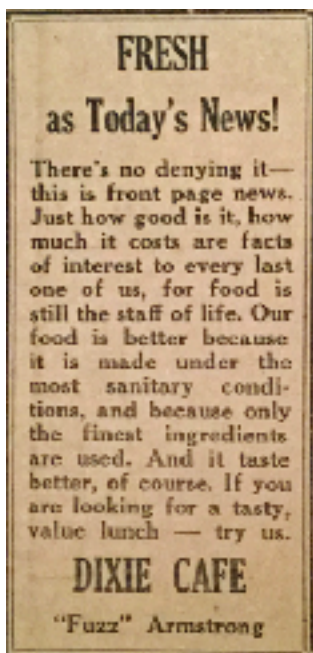 FRESH
as Today's News!
There's no denying it—
this is front page news.
Just how good is it, how
much it costs are facts
of interest to every last
one of us, for food is
still the staff of life. Our
food is better because
it is made under the
most sanitary condi-
tions, and because only
the finest ingredients
are used. And it taste
better, of course. If you
are looking for a tasty,
value lunch — try us.
DIXIE CAFE
"Fuzz" Armstrong